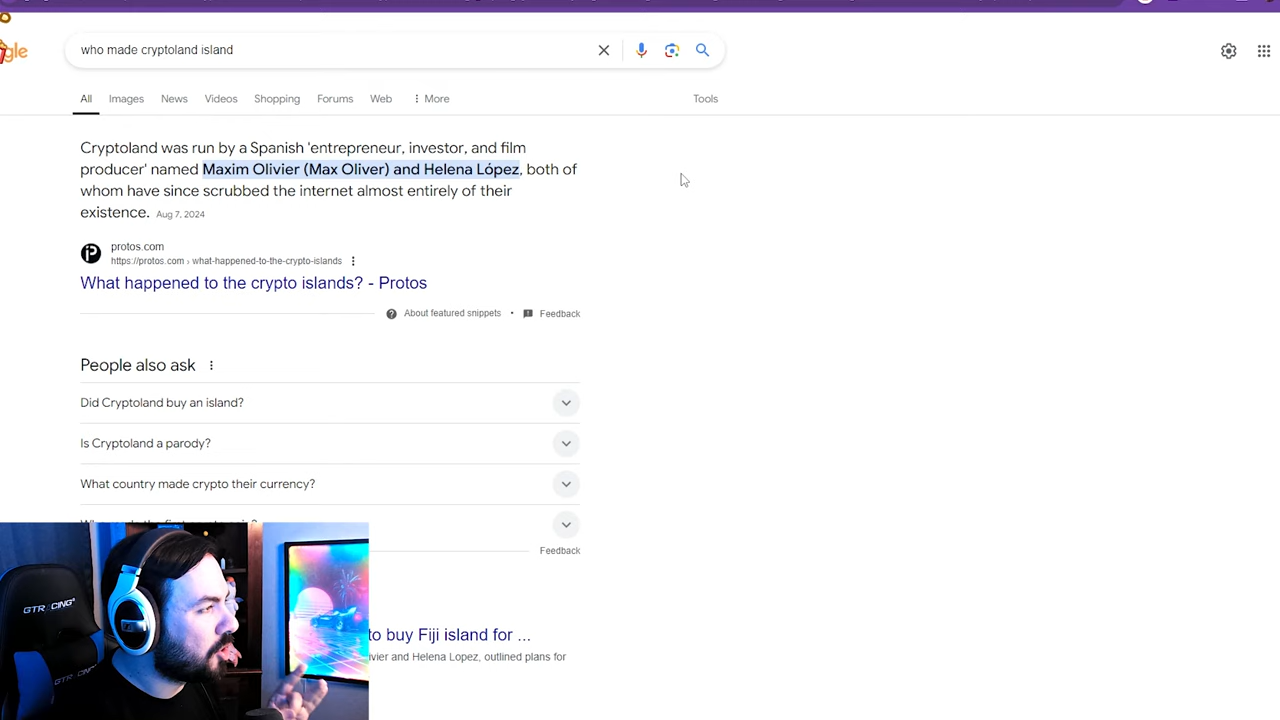 gle
who made cryptoland island
All Images News Videos Shopping Forums Web More Tools
Cryptoland was run by a Spanish 'entrepreneur, investor, and film
producer' named Maxim Olivier (Max Oliver) and Helena López, both of
whom have since scrubbed the internet almost entirely of their
existence. Aug 7, 2024
protos.com
https://protos.com › what-happened-to-the-crypto-islands
What happened to the crypto islands? - Protos
About featured snippets • Feedback
People also ask
Did Cryptoland buy an island?
Is Cryptoland a parody?
What country made crypto their currency?
Feedback
GTRACING
to buy Fiji island for ...
ivier and Helena Lopez, outlined plans for